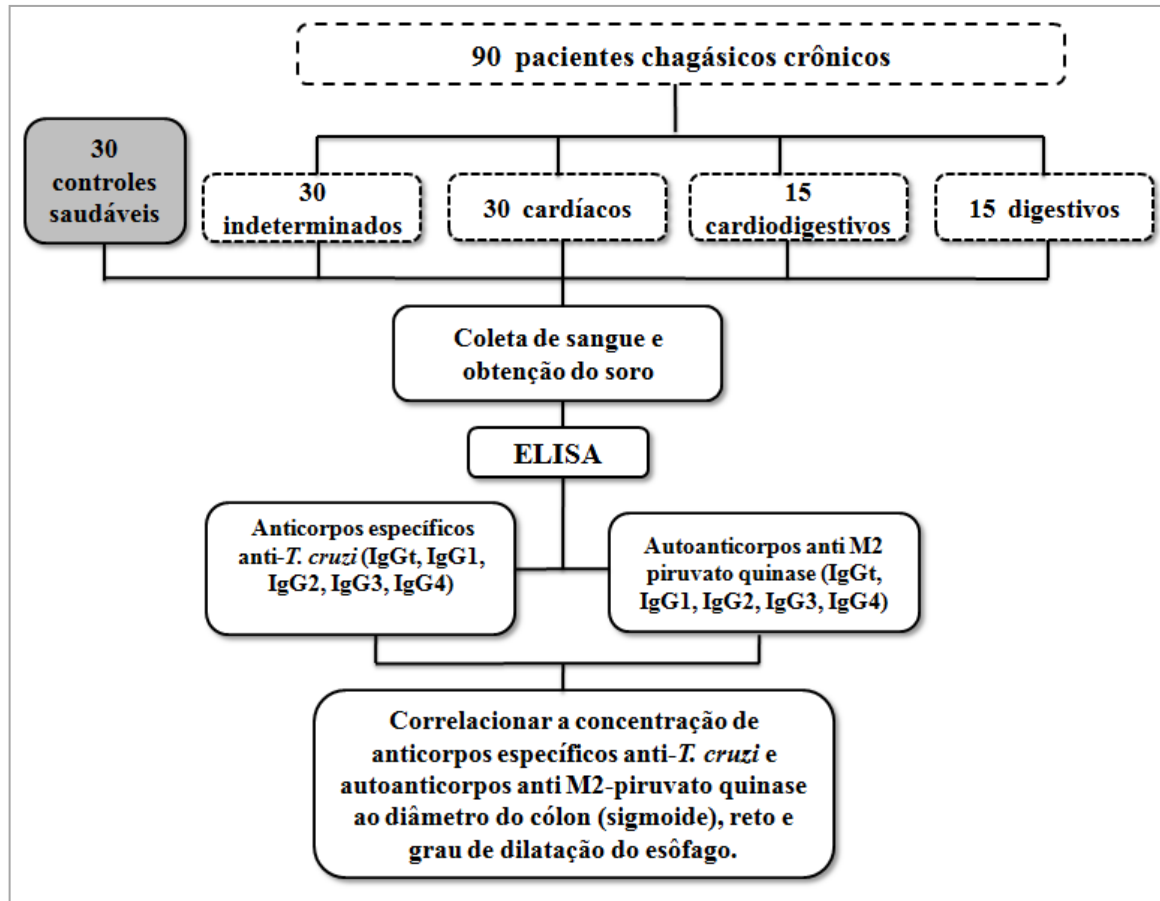 90 pacientes chagásicos crônicos
30
controles
saudáveis
30
indeterminados
30 cardíacos
15
cardiodigestivos
15 digestivos
Coleta de sangue e
obtenção do soro
ELISA
Anticorpos específicos
anti-T. cruzi (IgGt, IgG1,
IgG2, IgG3, IgG4)
Autoanticorpos anti M2
piruvato quinase (IgGt,
IgG1, IgG2, IgG3, IgG4)
Correlacionar a concentração de
anticorpos específicos anti-T. cruzi e
autoanticorpos anti M2-piruvato quinase
ao diâmetro do cólon (sigmoide), reto e
grau de dilatação do esôfago.